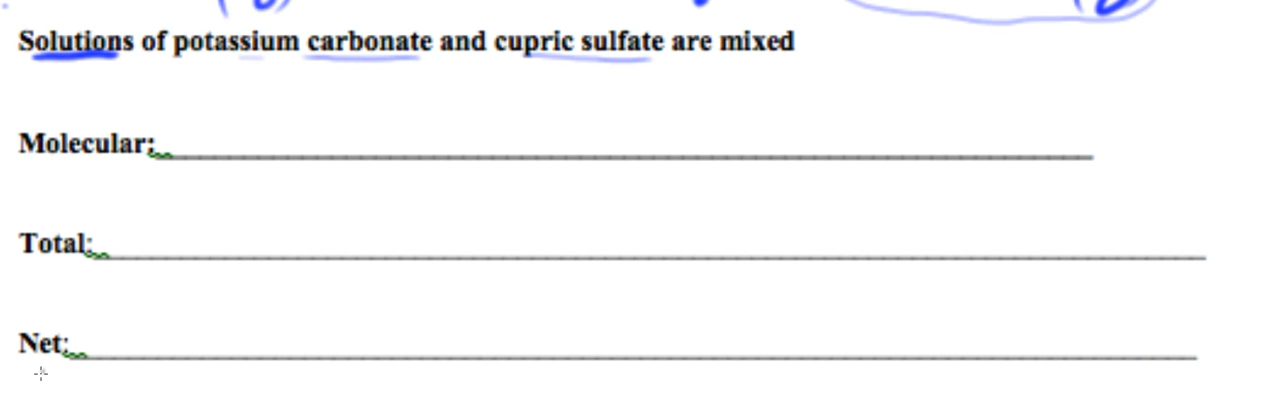 Solutions of potassium carbonate and cupric sulfate are mixed
Molecular:
Total:
Net: